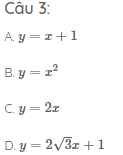 Câu 3:
A. y = x + 1
B. y = x²
C. y = 2x
D. y = 2√3x + 1